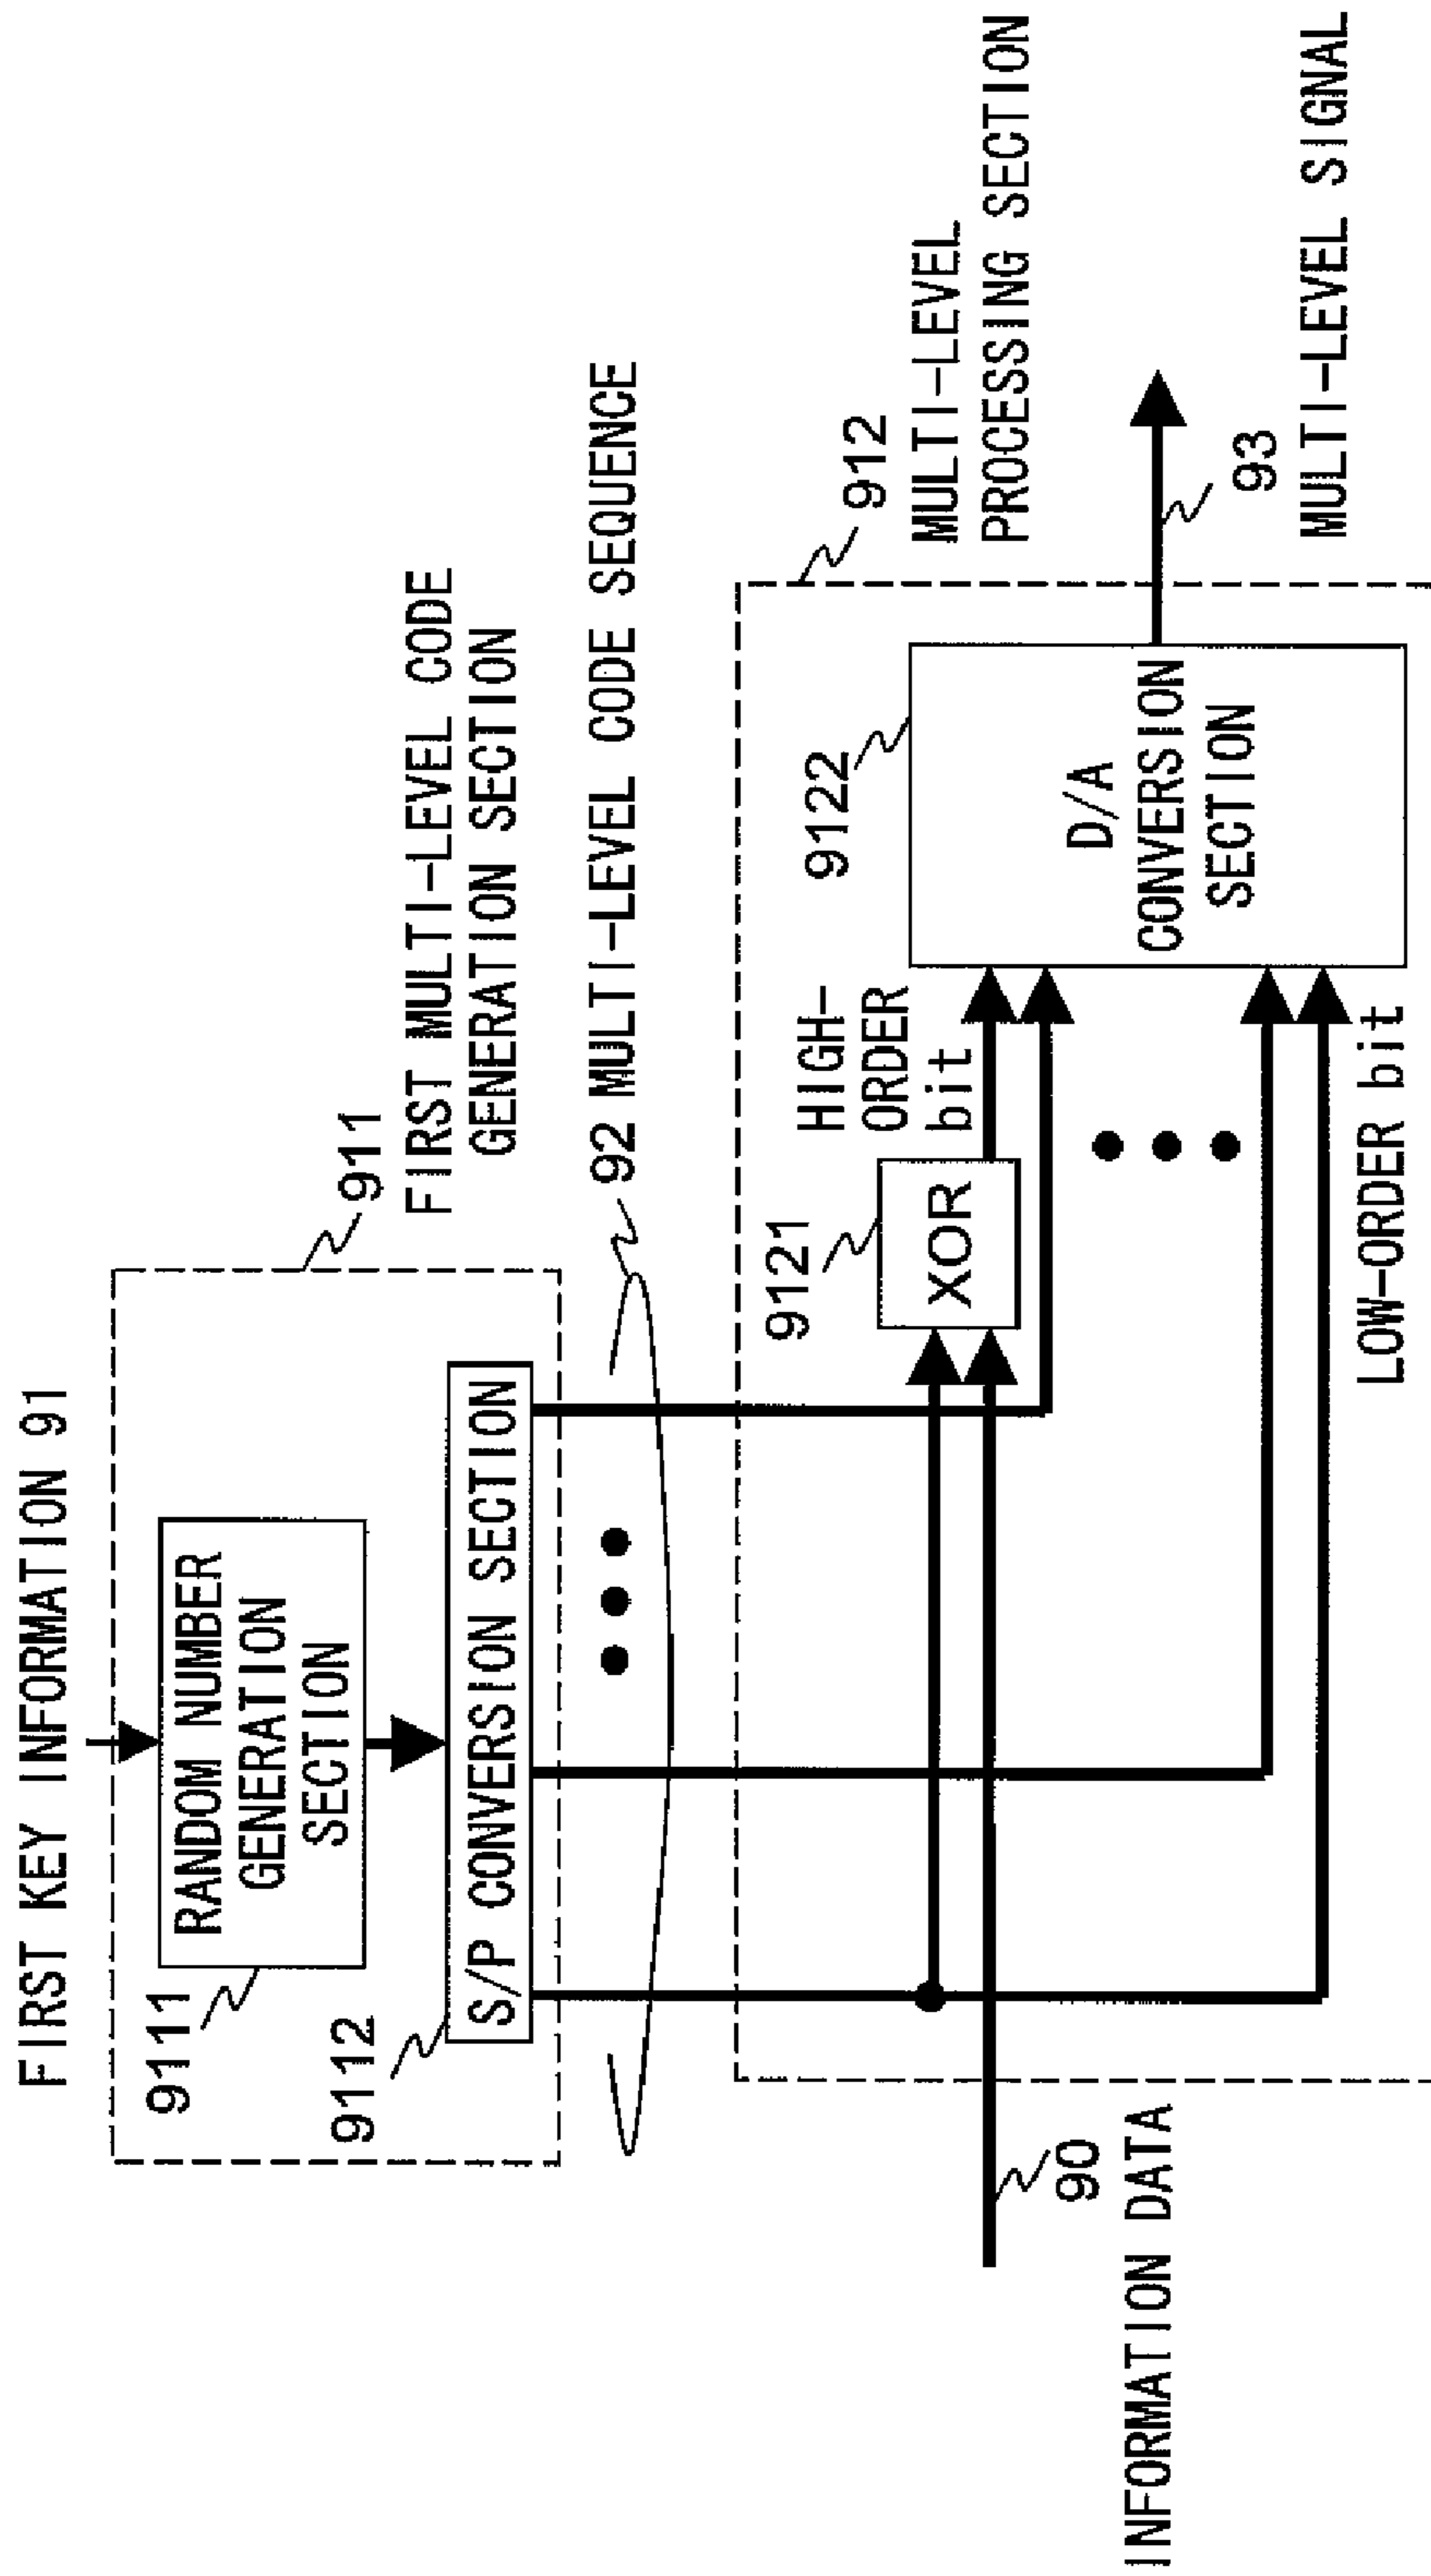 FIRST KEY INFORMATION 91
9111
RANDOM NUMBER
GENERATION
SECTION
911
FIRST MULTI-LEVEL CODE
GENERATION SECTION
9112
S/P CONVERSION SECTION
92 MULTI-LEVEL CODE SEQUENCE
912
MULTI-LEVEL
PROCESSING SECTION
9121
XOR
HIGH-
ORDER
bit
9122
D/A
CONVERSION
SECTION
90
INFORMATION DATA
93
MULTI-LEVEL SIGNAL
LOW-ORDER bit